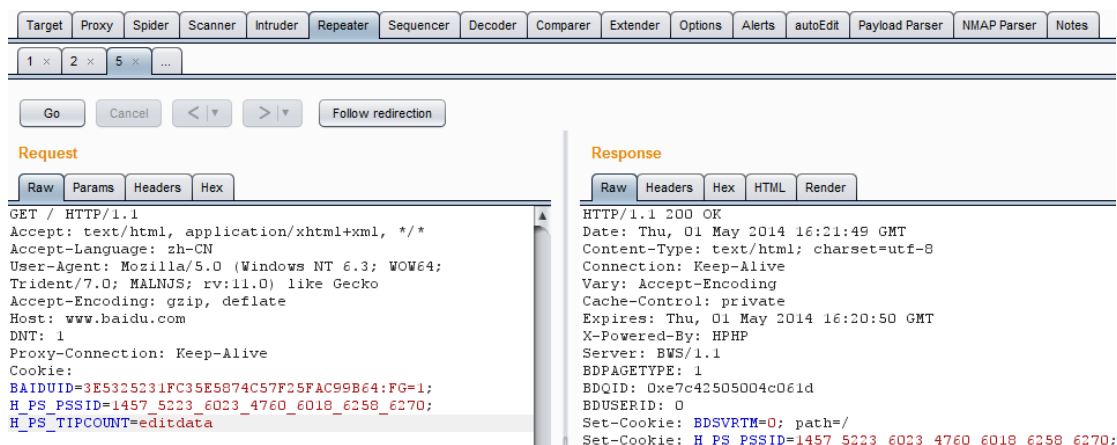 Target Proxy Spider Scanner Intruder Repeater Sequencer Decoder Comparer Extender Options Alerts autoEdit Payload Parser NMAP Parser Notes
1 × 2 × 5 × ...
Go Cancel < > Follow redirection
Request
Raw Params Headers Hex
GET / HTTP/1.1
Accept: text/html, application/xhtml+xml, */*
Accept-Language: zh-CN
User-Agent: Mozilla/5.0 (Windows NT 6.3; WOW64;
Trident/7.0; MALNJS; rv:11.0) like Gecko
Accept-Encoding: gzip, deflate
Host: www.baidu.com
DNT: 1
Proxy-Connection: Keep-Alive
Cookie:
BAIDUID=3E5325231FC35E5874C57F25FAC99B64:FG=1;
H_PS_PSSID=1457_5223_6023_4760_6018_6258_6270;
H_PS_TIPCOUNT=editdata
Response
Raw Headers Hex HTML Render
HTTP/1.1 200 OK
Date: Thu, 01 May 2014 16:21:49 GMT
Content-Type: text/html; charset=utf-8
Connection: Keep-Alive
Vary: Accept-Encoding
Cache-Control: private
Expires: Thu, 01 May 2014 16:20:50 GMT
X-Powered-By: HPHP
Server: BWS/1.1
BDPAGETYPE: 1
BDQID: 0xe7c42505004c061d
BDUSERID: 0
Set-Cookie: BDSVRTM=0; path=/
Set-Cookie: H_PS_PSSID=1457_5223_6023_4760_6018_6258_6270;